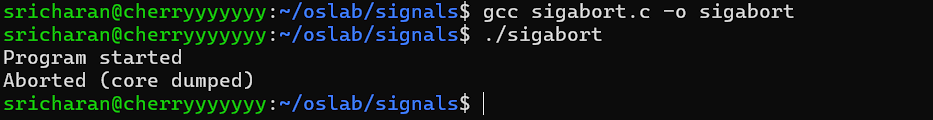 sricharan@cherryyyyyyy:~/oslab/signals$ gcc sigabort.c -o sigabort
sricharan@cherryyyyyyy:~/oslab/signals$ ./sigabort
Program started
Aborted (core dumped)
sricharan@cherryyyyyyy:~/oslab/signals$